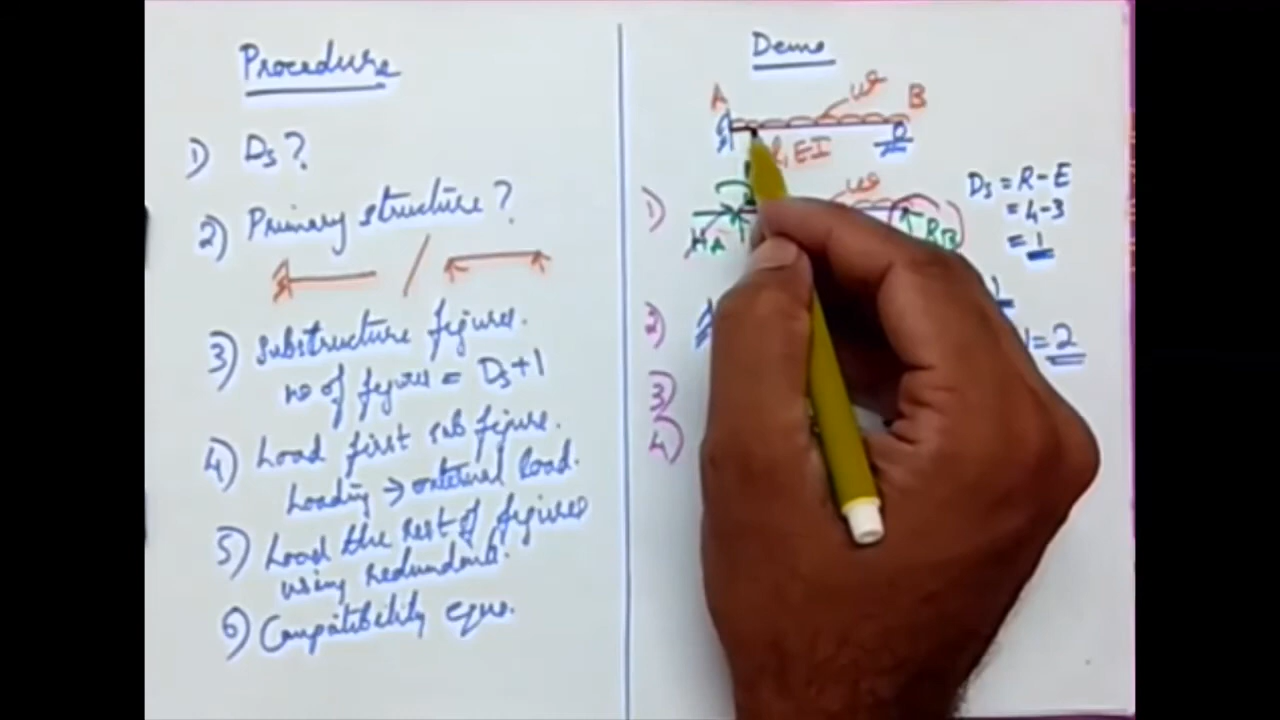 Procedure
1) Ds?
2) Primary structure?
3) Substructure figures.
no of figures = Ds+1
4) Load first sub figure.
Loading → external load.
5) Load the rest of figures
using redundants.
6) Compatibility eqns.
Demo
A
B
l, EI
1)
HA
RB
Ds = R-E
= 4-3
= 1
2)
= 2
3)
4)